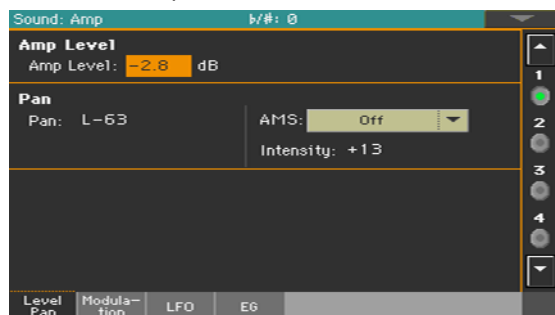 Sound: Amp b/#: 0
Amp Level
Amp Level: -2.8 dB
1
Pan
Pan: L-63 AMS: Off
2
Intensity: +13
3
4
Level Pan Modula-tion LFO EG